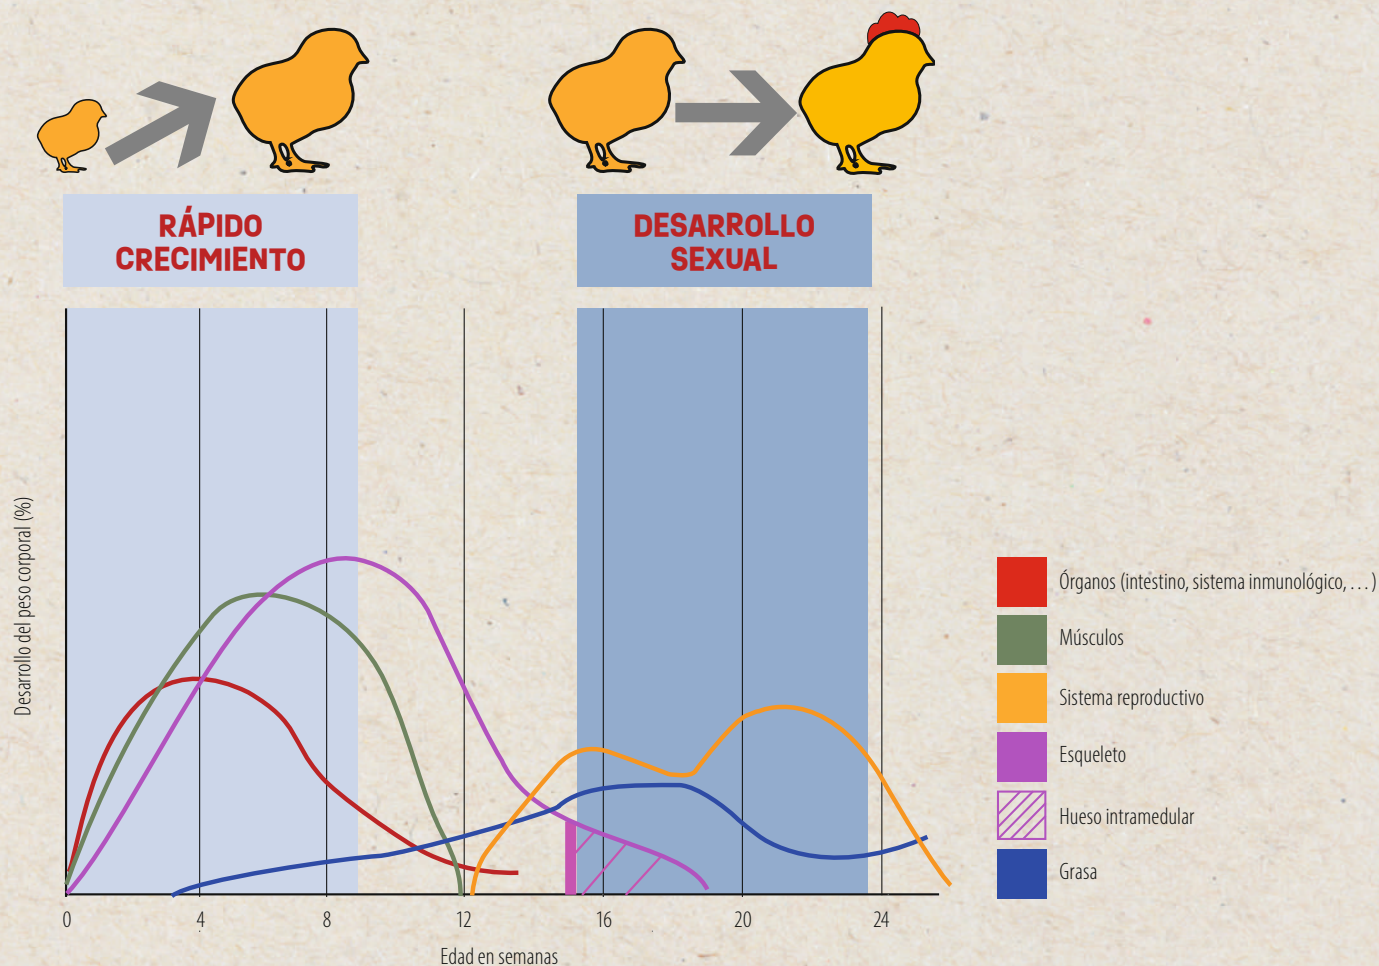 RÁPIDO
CRECIMIENTO
DESARROLLO
SEXUAL
Desarrollo del peso corporal (%)
0 4 8 12 16 20 24
Edad en semanas
Órganos (intestino, sistema inmunológico, …)
Músculos
Sistema reproductivo
Esqueleto
Hueso intramedular
Grasa